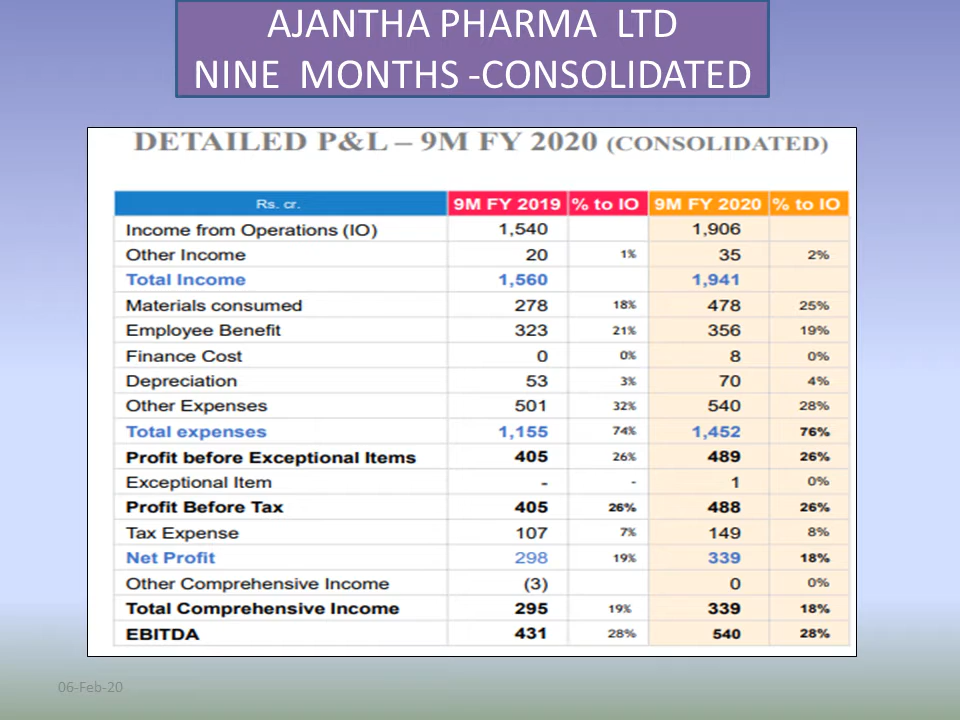 AJANTHA PHARMA LTD
NINE MONTHS -CONSOLIDATED
DETAILED P&L – 9M FY 2020 (CONSOLIDATED)
Rs. cr. 9M FY 2019 % to IO 9M FY 2020 % to IO
Income from Operations (IO) 1,540 1,906
Other Income 20 1% 35 2%
Total Income 1,560 1,941
Materials consumed 278 18% 478 25%
Employee Benefit 323 21% 356 19%
Finance Cost 0 0% 8 0%
Depreciation 53 3% 70 4%
Other Expenses 501 32% 540 28%
Total expenses 1,155 74% 1,452 76%
Profit before Exceptional Items 405 26% 489 26%
Exceptional Item - - 1 0%
Profit Before Tax 405 26% 488 26%
Tax Expense 107 7% 149 8%
Net Profit 298 19% 339 18%
Other Comprehensive Income (3) 0 0%
Total Comprehensive Income 295 19% 339 18%
EBITDA 431 28% 540 28%
06-Feb-20